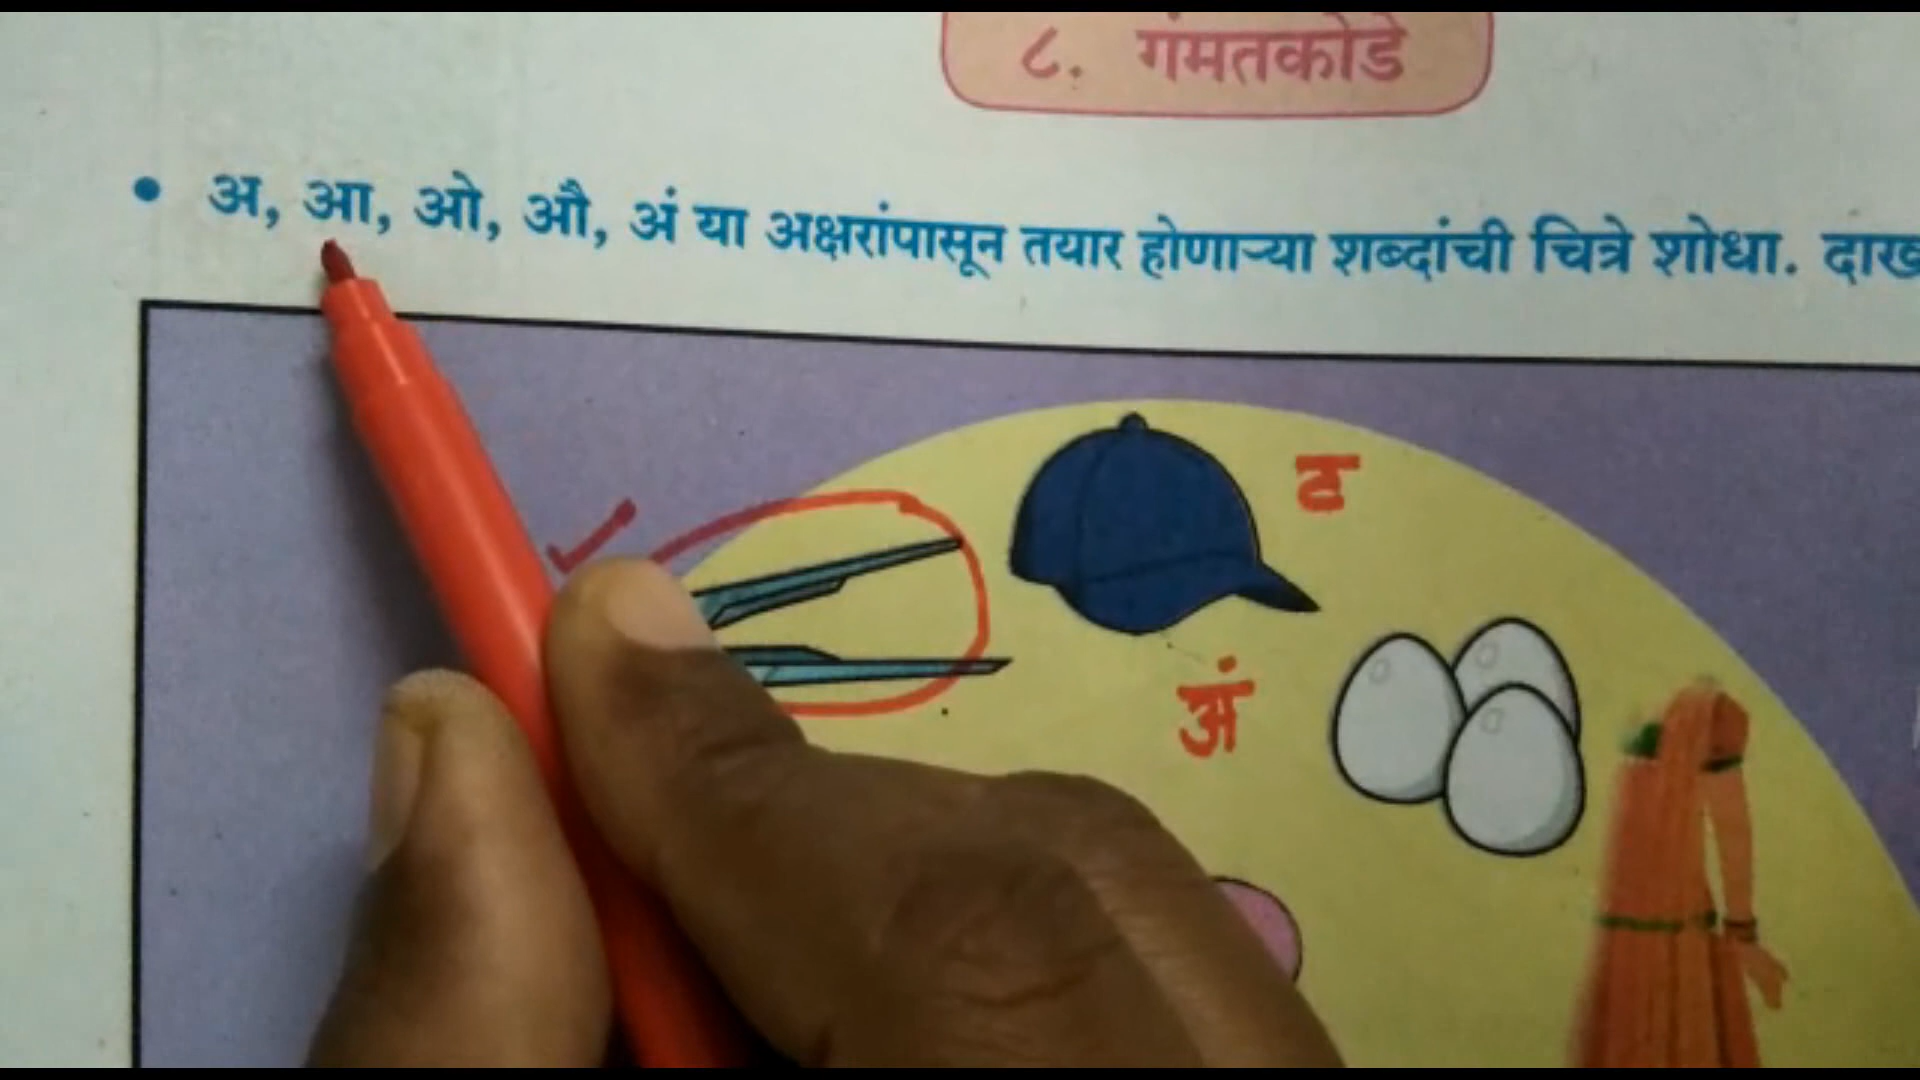 ८. गंमतकोडे
• अ, आ, ओ, औ, अं या अक्षरांपासून तयार होणाऱ्या शब्दांची चित्रे शोधा. दाख
ठ
अं